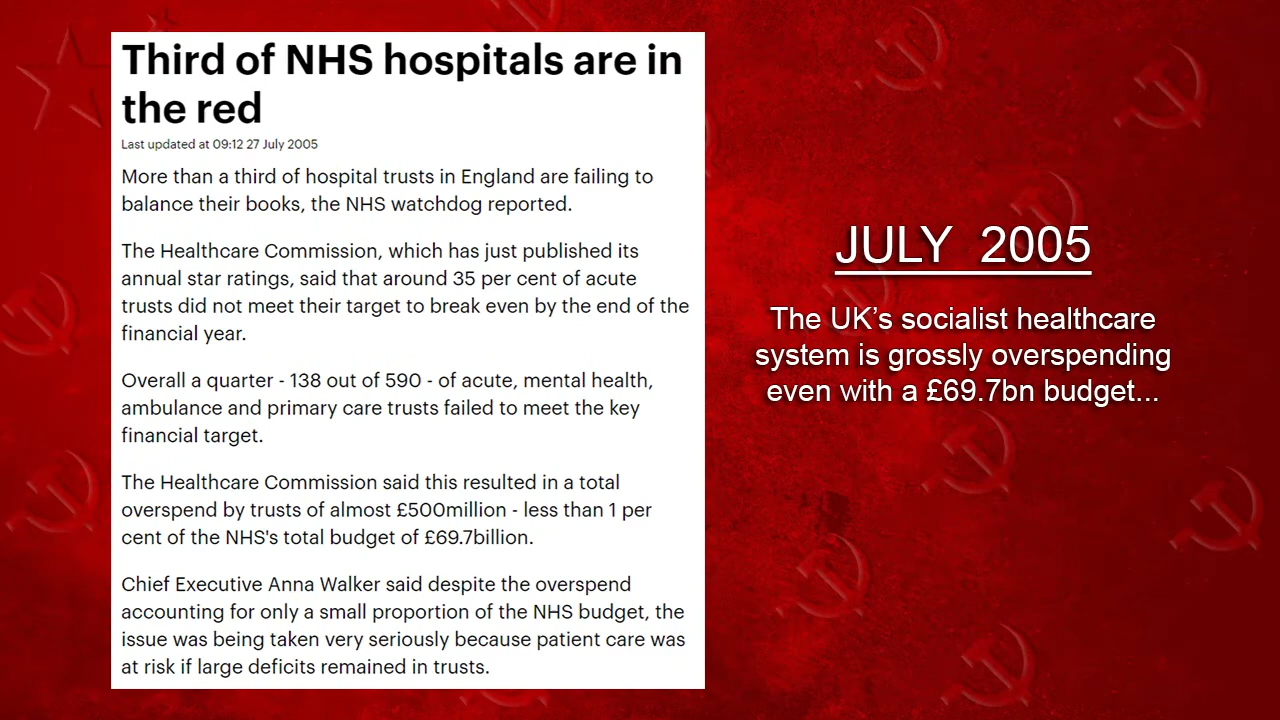 Third of NHS hospitals are in
the red
Last updated at 09:12 27 July 2005
More than a third of hospital trusts in England are failing to
balance their books, the NHS watchdog reported.
The Healthcare Commission, which has just published its
annual star ratings, said that around 35 per cent of acute
trusts did not meet their target to break even by the end of the
financial year.
Overall a quarter - 138 out of 590 - of acute, mental health,
ambulance and primary care trusts failed to meet the key
financial target.
The Healthcare Commission said this resulted in a total
overspend by trusts of almost £500million - less than 1 per
cent of the NHS's total budget of £69.7billion.
Chief Executive Anna Walker said despite the overspend
accounting for only a small proportion of the NHS budget, the
issue was being taken very seriously because patient care was
at risk if large deficits remained in trusts.
JULY 2005
The UK’s socialist healthcare
system is grossly overspending
even with a £69.7bn budget...